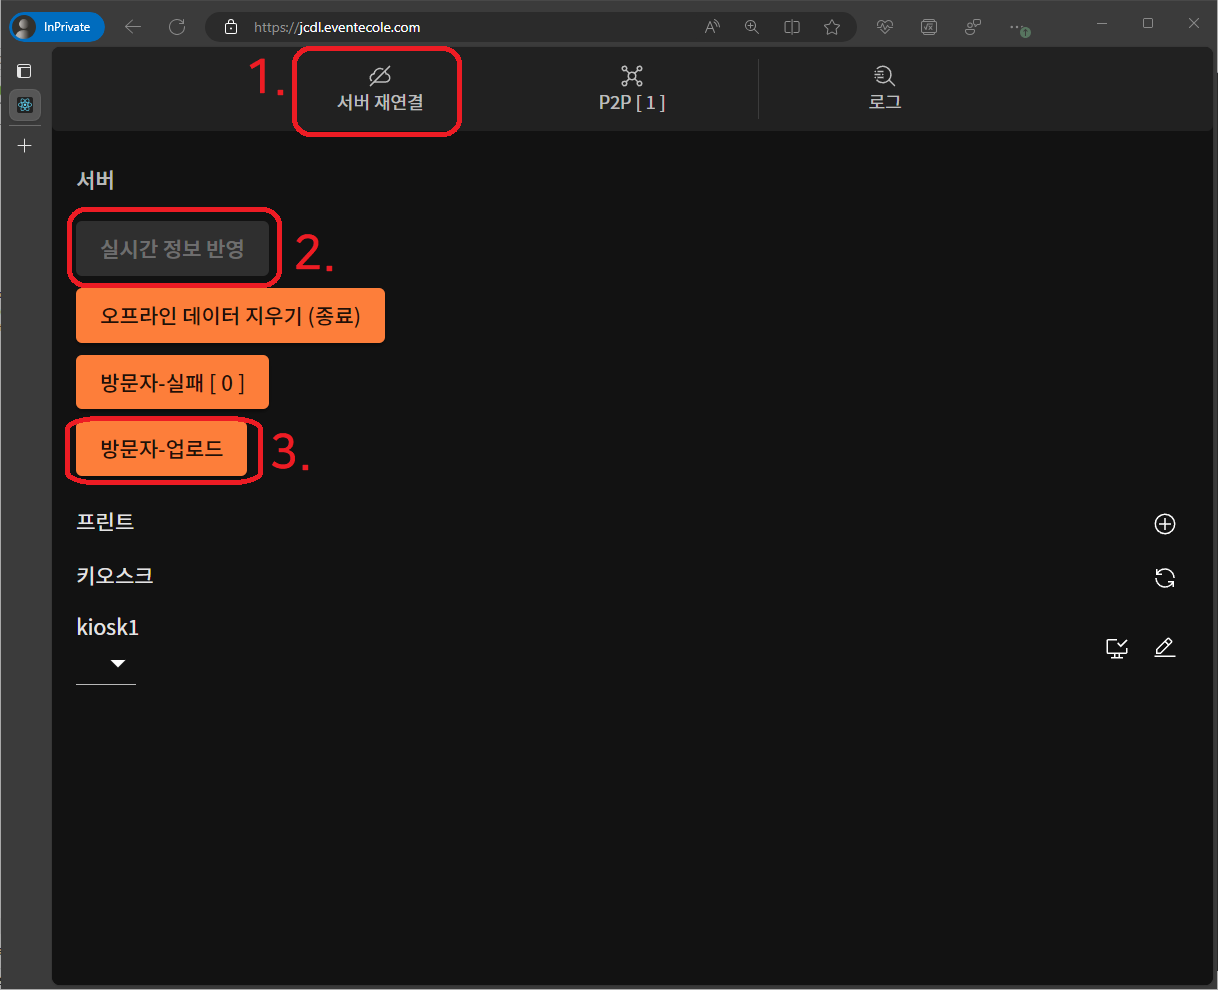 InPrivate
https://jcdl.eventecole.com
1.
서버 재연결
P2P [ 1 ]
로그
서버
실시간 정보 반영
2.
오프라인 데이터 지우기 (종료)
방문자-실패 [ 0 ]
방문자-업로드
3.
프린트
키오스크
kiosk1